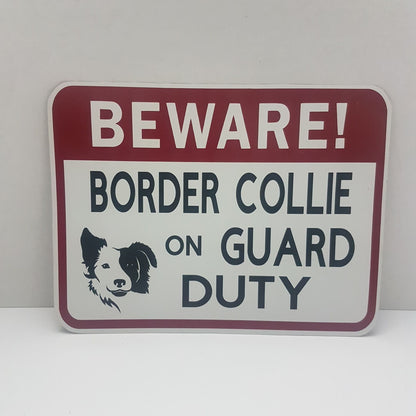 BEWARE!
BORDER COLLIE
ON GUARD
DUTY